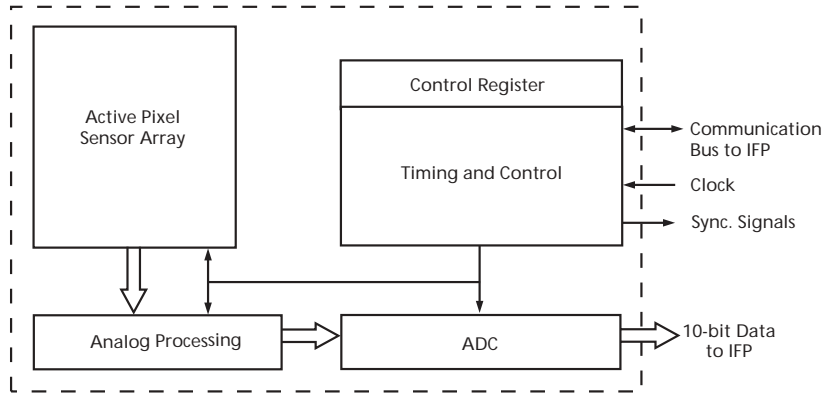 Active Pixel
Sensor Array
Control Register
Timing and Control
Communication
Bus to IFP
Clock
Sync. Signals
Analog Processing
ADC
10-bit Data
to IFP